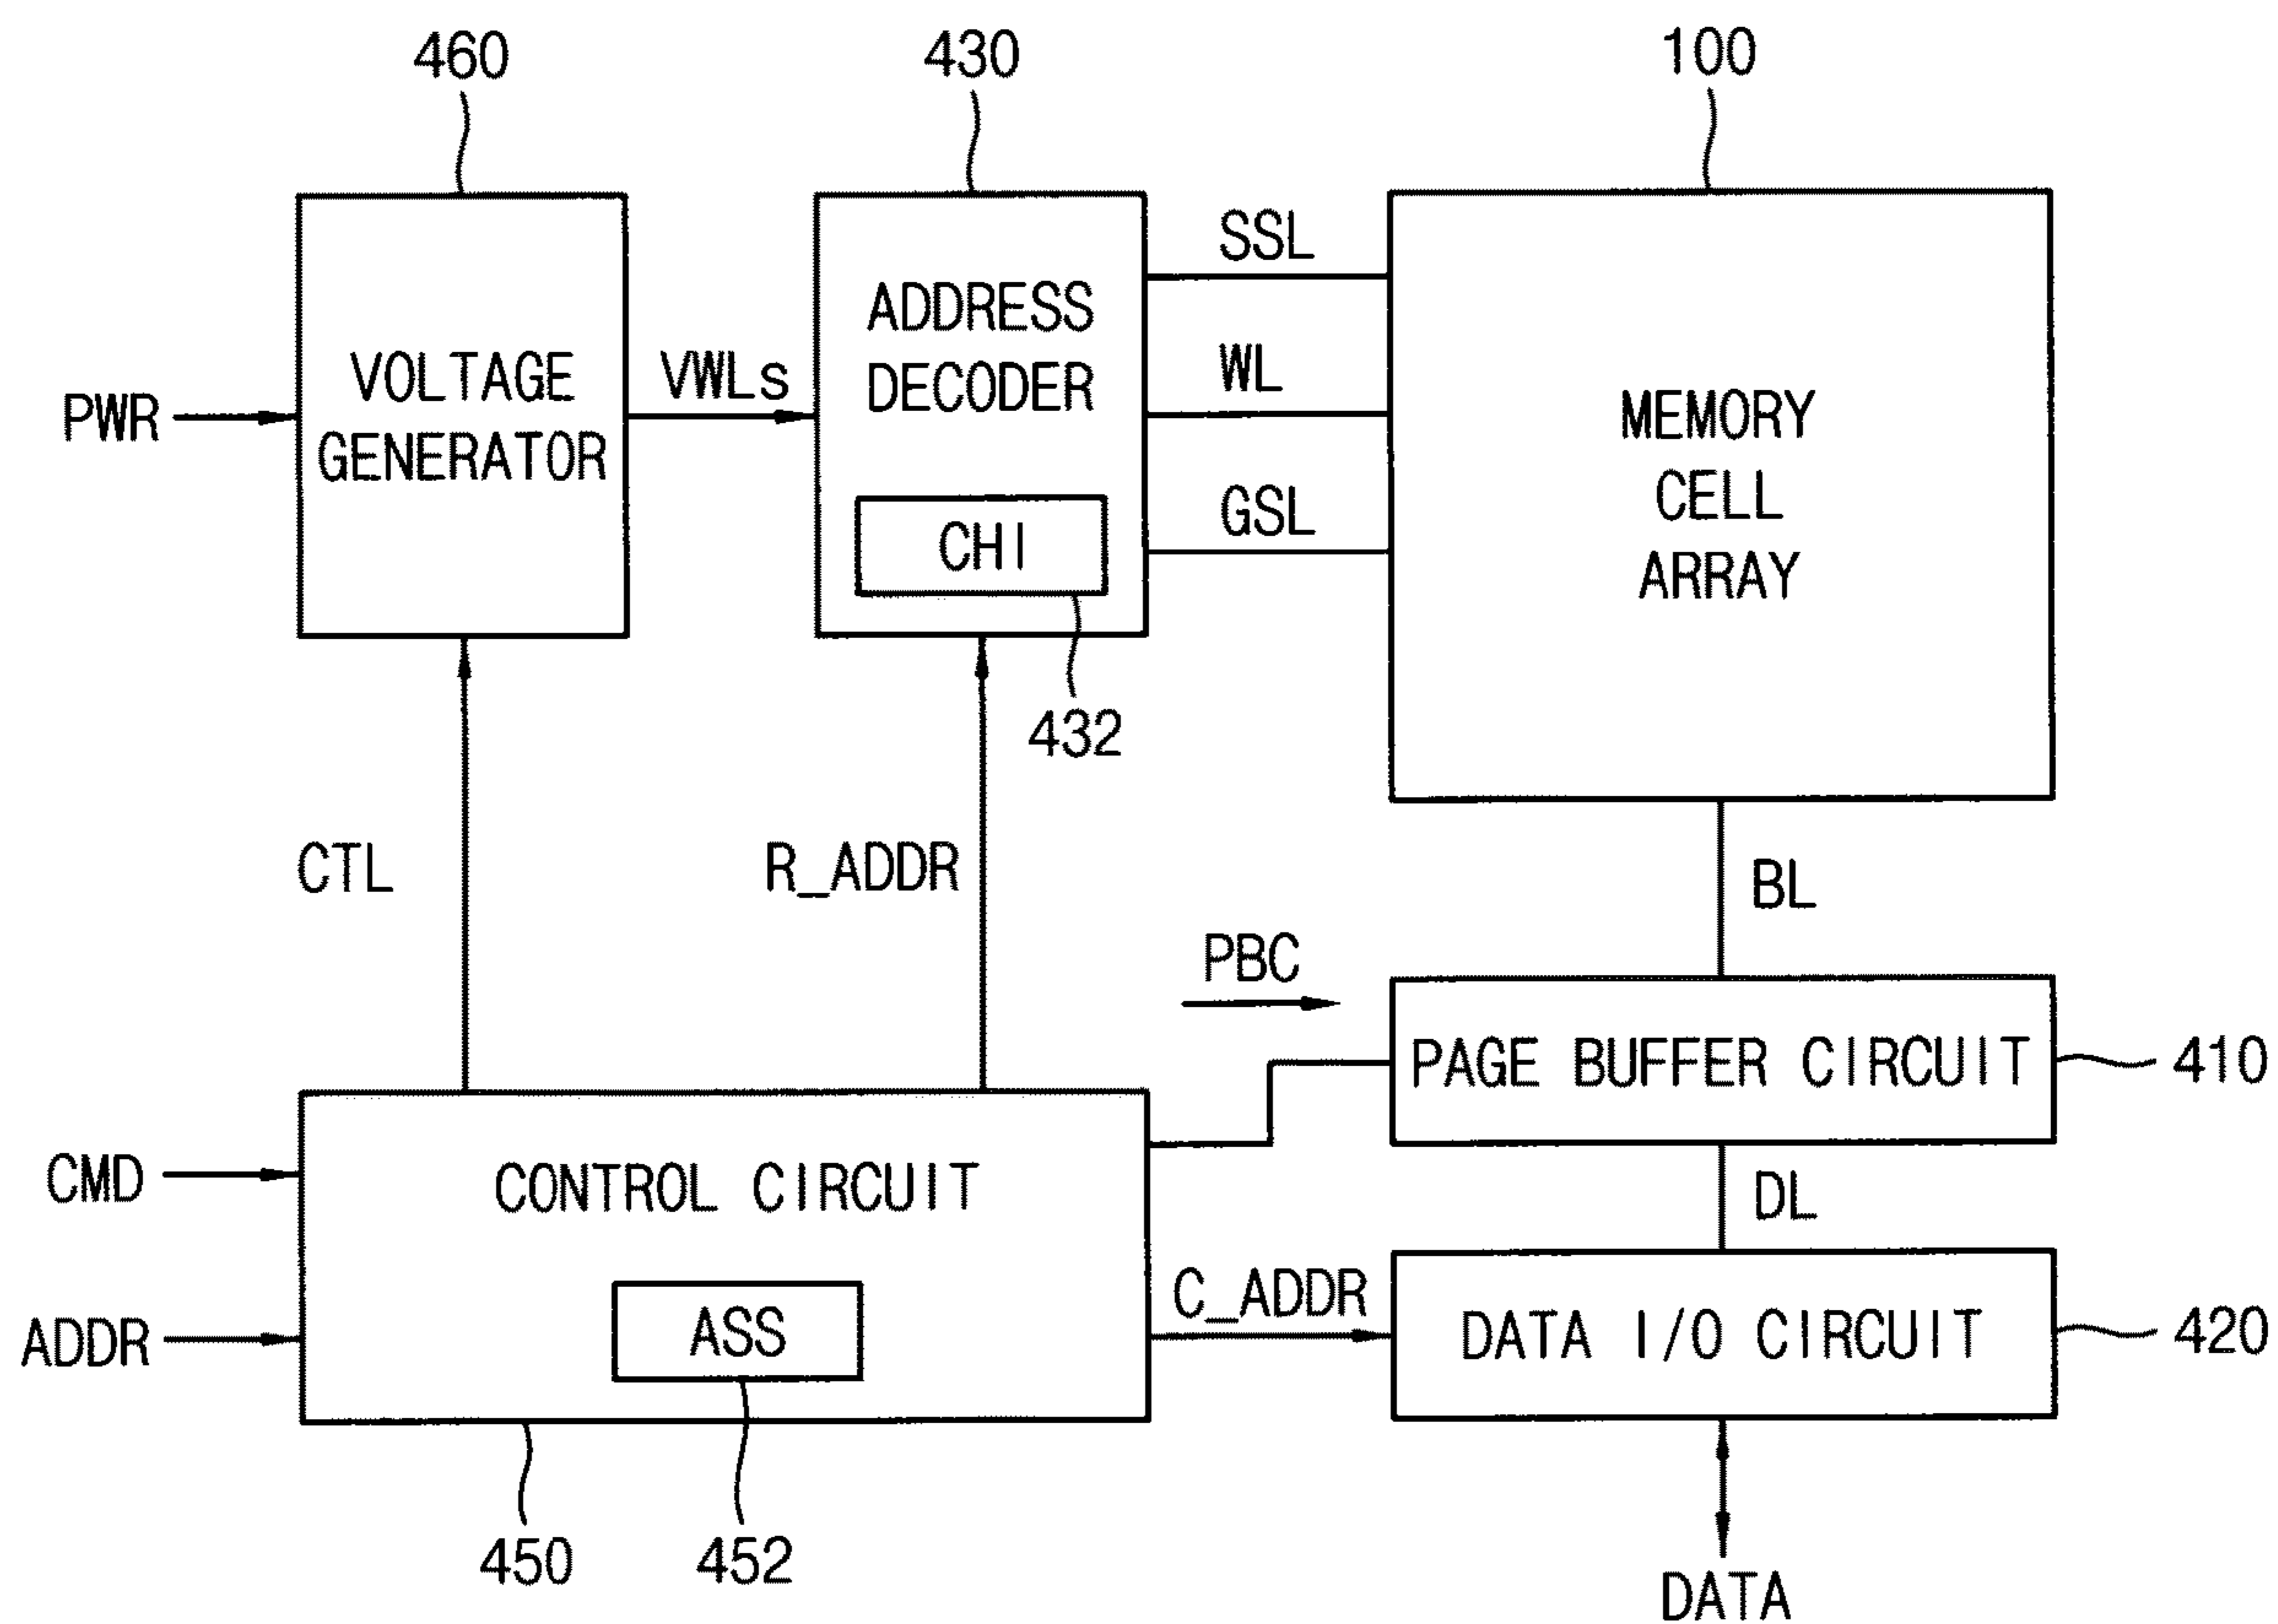 460
430
100
SSL
ADDRESS
DECODER
VOLTAGE
GENERATOR
VWLs
WL
PWR
MEMORY
CELL
ARRAY
GSL
CHI
432
CTL
R_ADDR
BL
PBC
PAGE BUFFER CIRCUIT
410
CMD
CONTROL CIRCUIT
DL
C_ADDR
ADDR
ASS
DATA I/O CIRCUIT
420
450
452
DATA